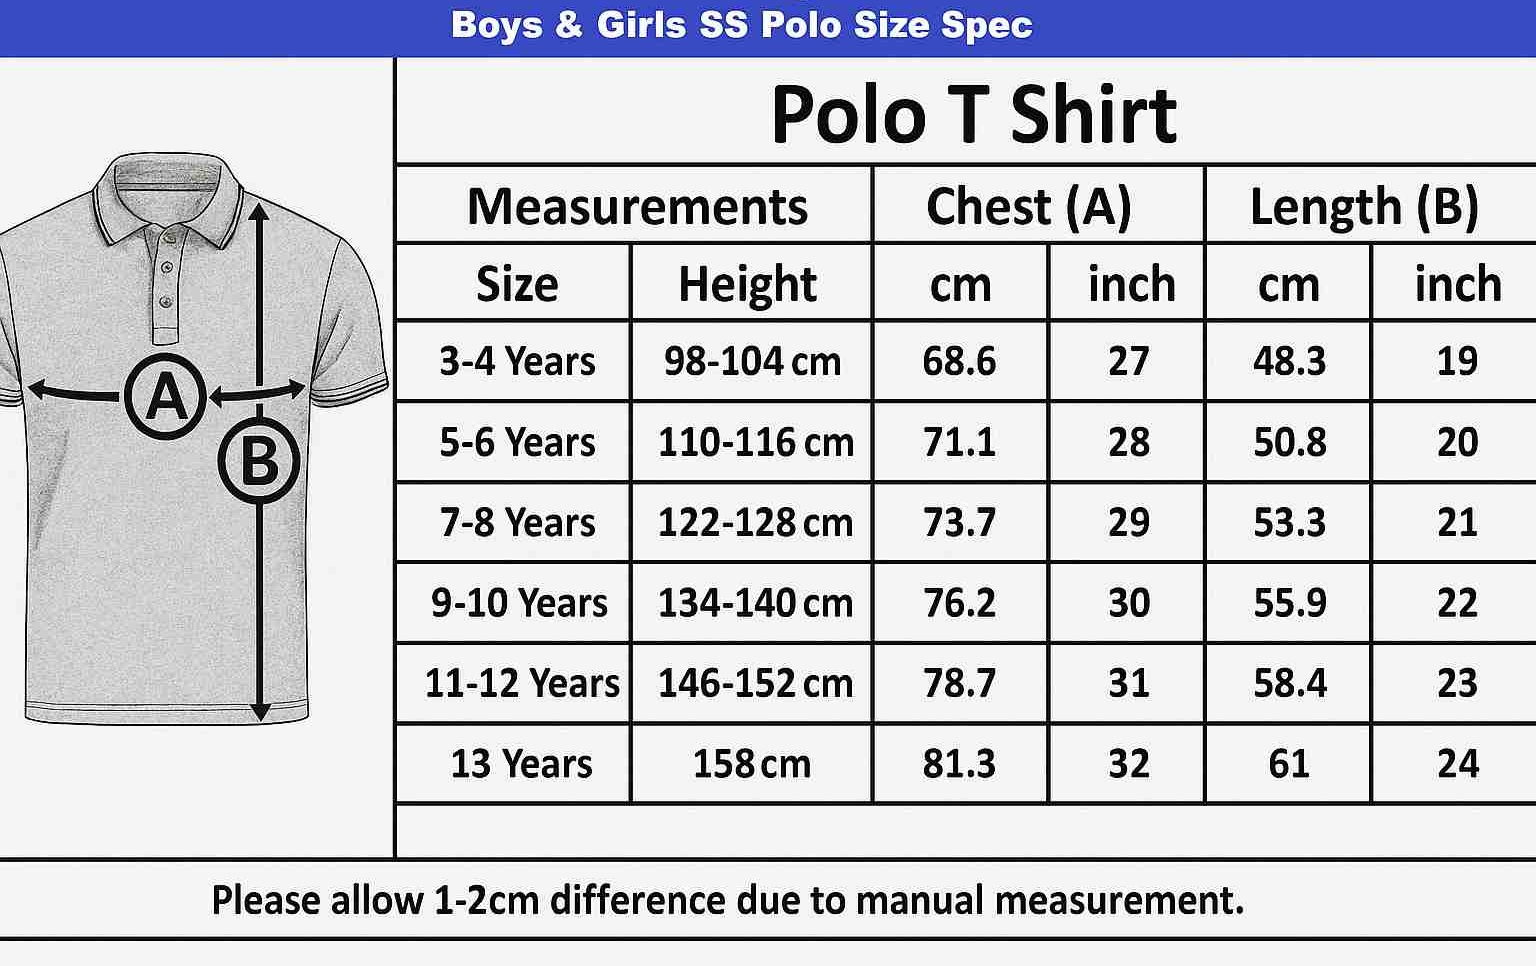 Boys & Girls SS Polo Size Spec
Polo T Shirt
Measurements Chest (A) Length (B)
Size Height cm inch cm inch
3-4 Years 98-104 cm 68.6 27 48.3 19
5-6 Years 110-116 cm 71.1 28 50.8 20
7-8 Years 122-128 cm 73.7 29 53.3 21
9-10 Years 134-140 cm 76.2 30 55.9 22
11-12 Years 146-152 cm 78.7 31 58.4 23
13 Years 158 cm 81.3 32 61 24
A
B
Please allow 1-2cm difference due to manual measurement.